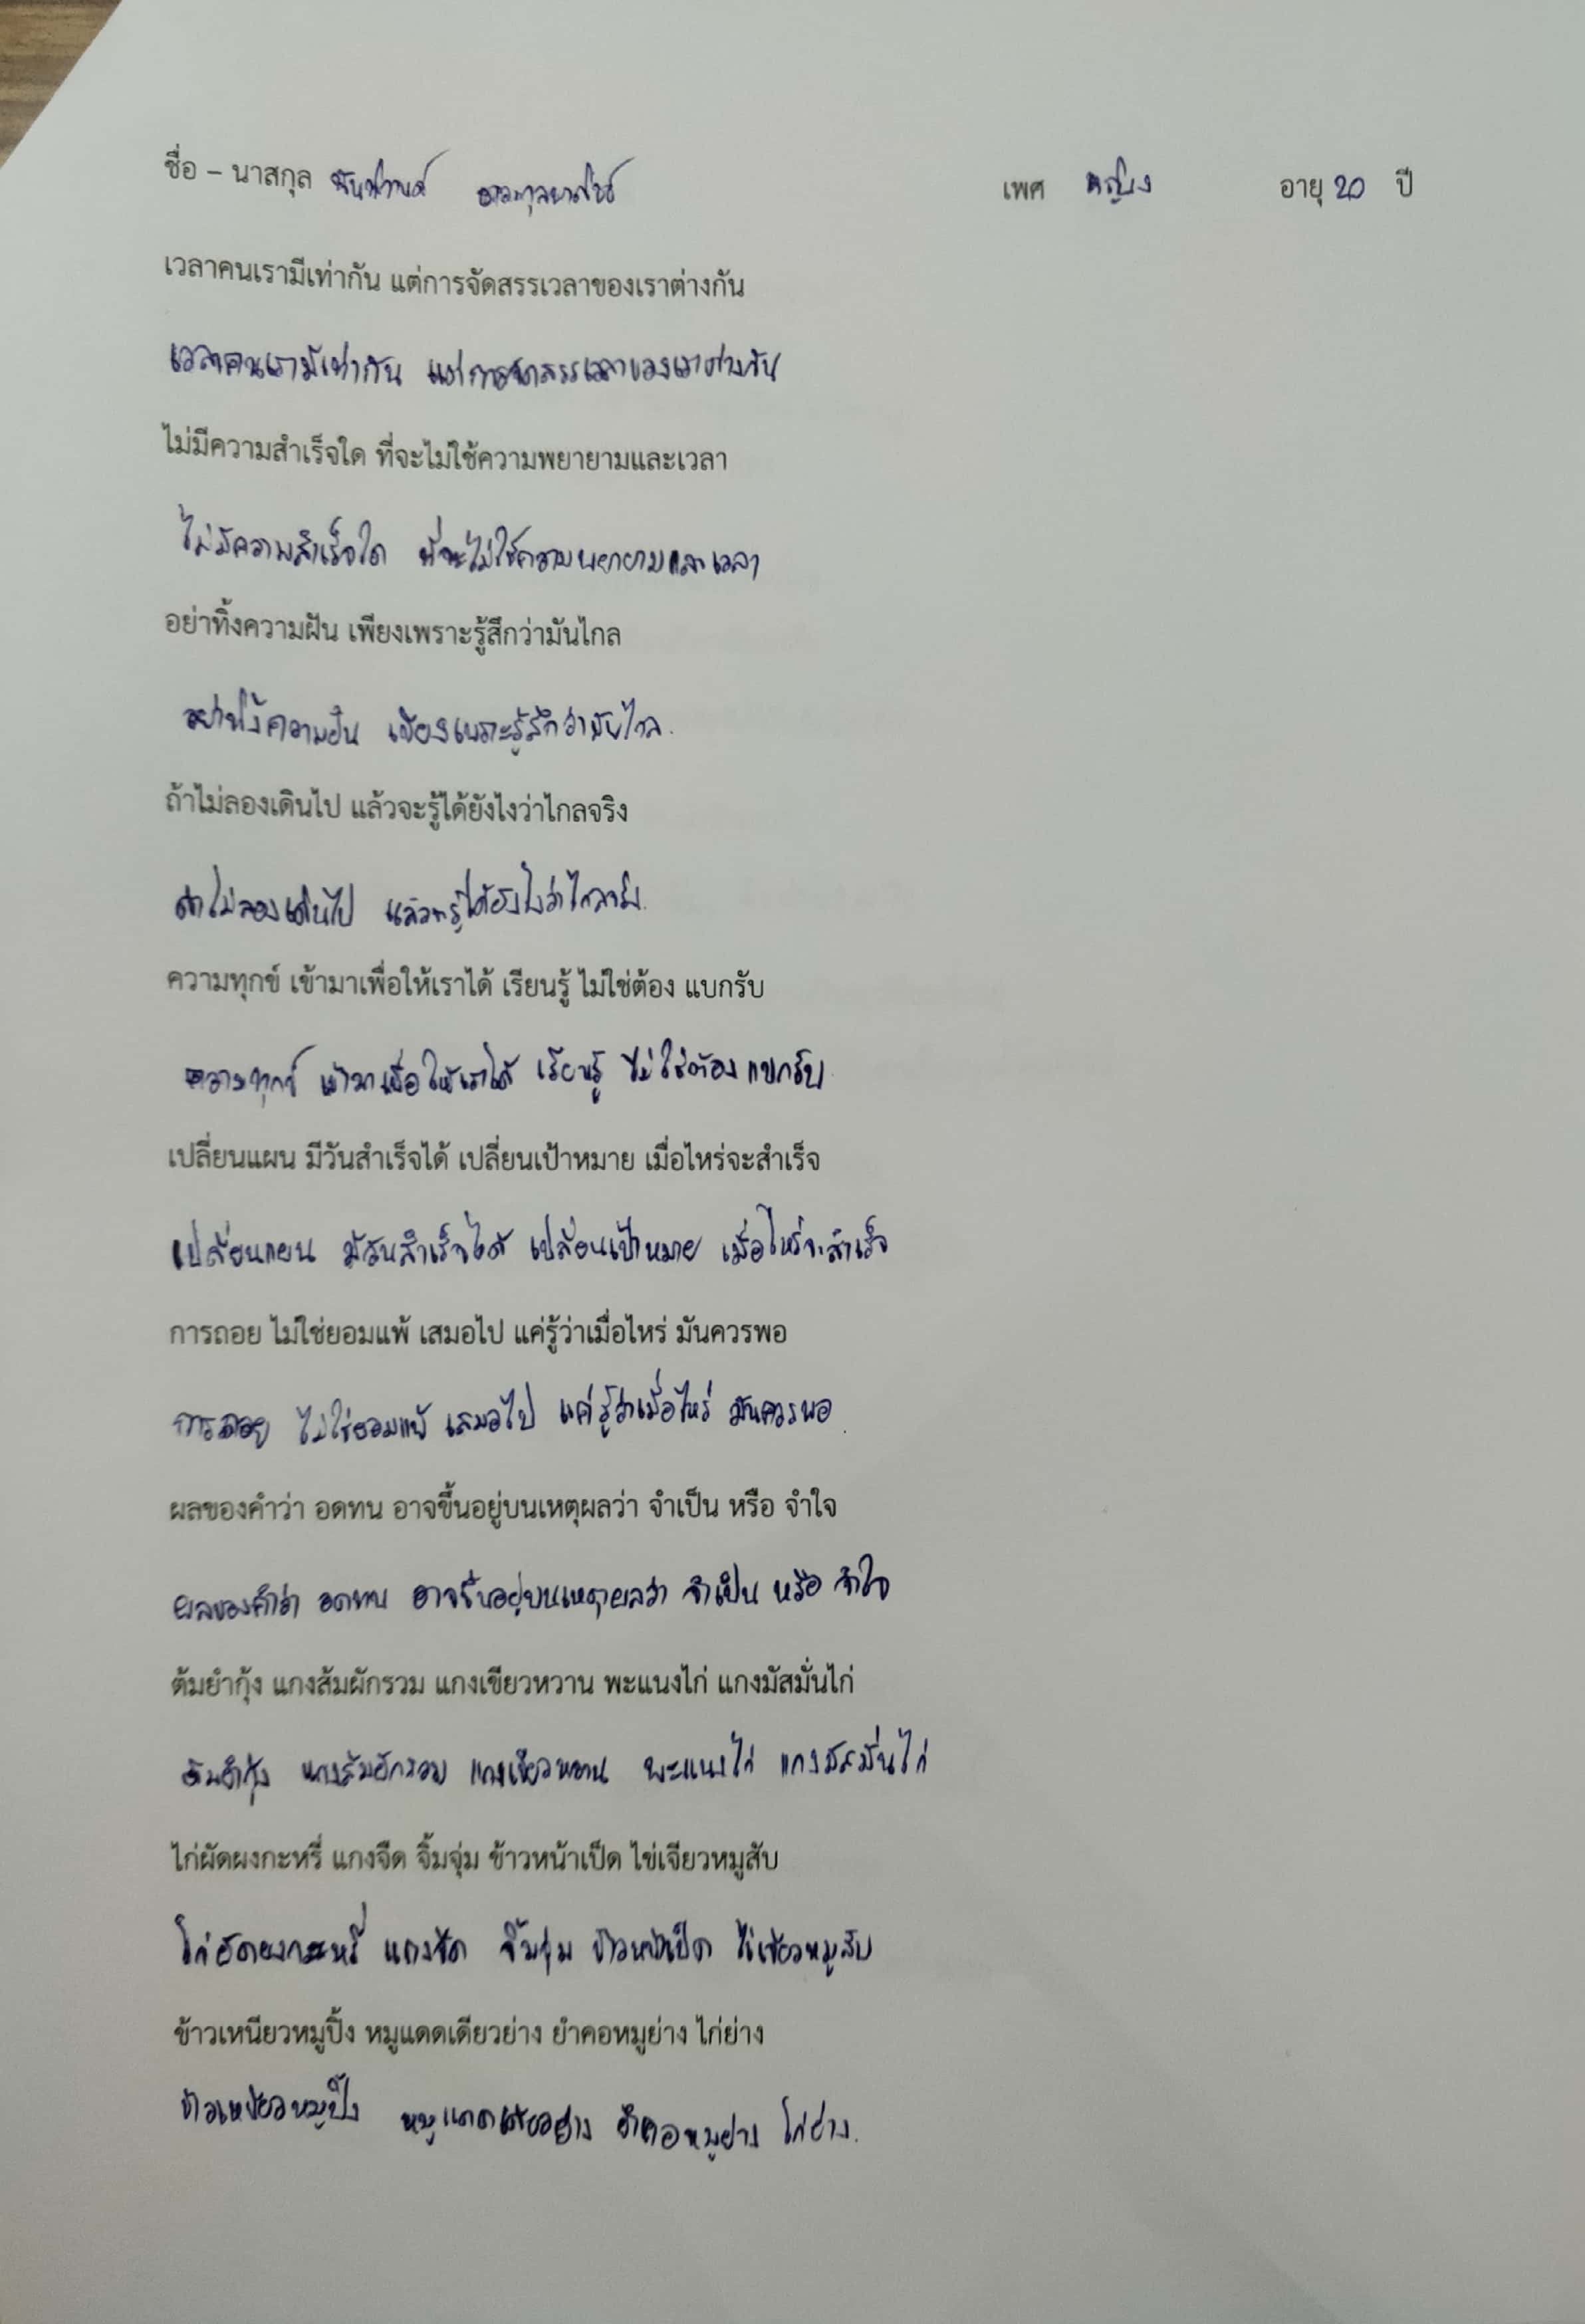 ชื่อ – นาสกุล เพศ หญิง อายุ 20 ปี
เวลาคนเรามีเท่ากัน แต่การจัดสรรเวลาของเราต่างกัน
เวลาคนเรามีเท่ากัน แต่การจัดสรรเวลาของเราต่างกัน
ไม่มีความสำเร็จใด ที่จะไม่ใช้ความพยายามและเวลา
ไม่มีความสำเร็จใด ที่จะไม่ใช้ความพยายามและเวลา
อย่าทิ้งความฝัน เพียงเพราะรู้สึกว่ามันไกล
อย่าทิ้งความฝัน เพียงเพราะรู้สึกว่ามันไกล.
ถ้าไม่ลองเดินไป แล้วจะรู้ได้ยังไงว่าไกลจริง
ถ้าไม่ลองเดินไป แล้วจะรู้ได้ยังไงว่าไกลจริง.
ความทุกข์ เข้ามาเพื่อให้เราได้ เรียนรู้ ไม่ใช่ต้อง แบกรับ
ความทุกข์ เข้ามาเพื่อให้เราได้ เรียนรู้ ไม่ใช่ต้อง แบกรับ
เปลี่ยนแผน มีวันสำเร็จได้ เปลี่ยนเป้าหมาย เมื่อไหร่จะสำเร็จ
เปลี่ยนแผน มีวันสำเร็จได้ เปลี่ยนเป้าหมาย เมื่อไหร่จะสำเร็จ
การถอย ไม่ใช่ยอมแพ้ เสมอไป แค่รู้ว่าเมื่อไหร่ มันควรพอ
การถอย ไม่ใช่ยอมแพ้ เสมอไป แค่รู้ว่าเมื่อไหร่ มันควรพอ.
ผลของคำว่า อดทน อาจขึ้นอยู่บนเหตุผลว่า จำเป็น หรือ จำใจ
ผลของคำว่า อดทน อาจขึ้นอยู่บนเหตุผลว่า จำเป็น หรือ จำใจ
ต้มยำกุ้ง แกงส้มผักรวม แกงเขียวหวาน พะแนงไก่ แกงมัสมั่นไก่
ต้มยำกุ้ง แกงส้มผักรวม แกงเขียวหวาน พะแนงไก่ แกงมัสมั่นไก่
ไก่ผัดผงกะหรี่ แกงจืด จิ้มจุ่ม ข้าวหน้าเป็ด ไข่เจียวหมูสับ
ไก่ผัดผงกะหรี่ แกงจืด จิ้มจุ่ม ข้าวหน้าเป็ด ไข่เจียวหมูสับ
ข้าวเหนียวหมูปิ้ง หมูแดดเดียวย่าง ยำคอหมูย่าง ไก่ย่าง
ข้าวเหนียวหมูปิ้ง หมูแดดเดียวย่าง ยำคอหมูย่าง ไก่ย่าง.